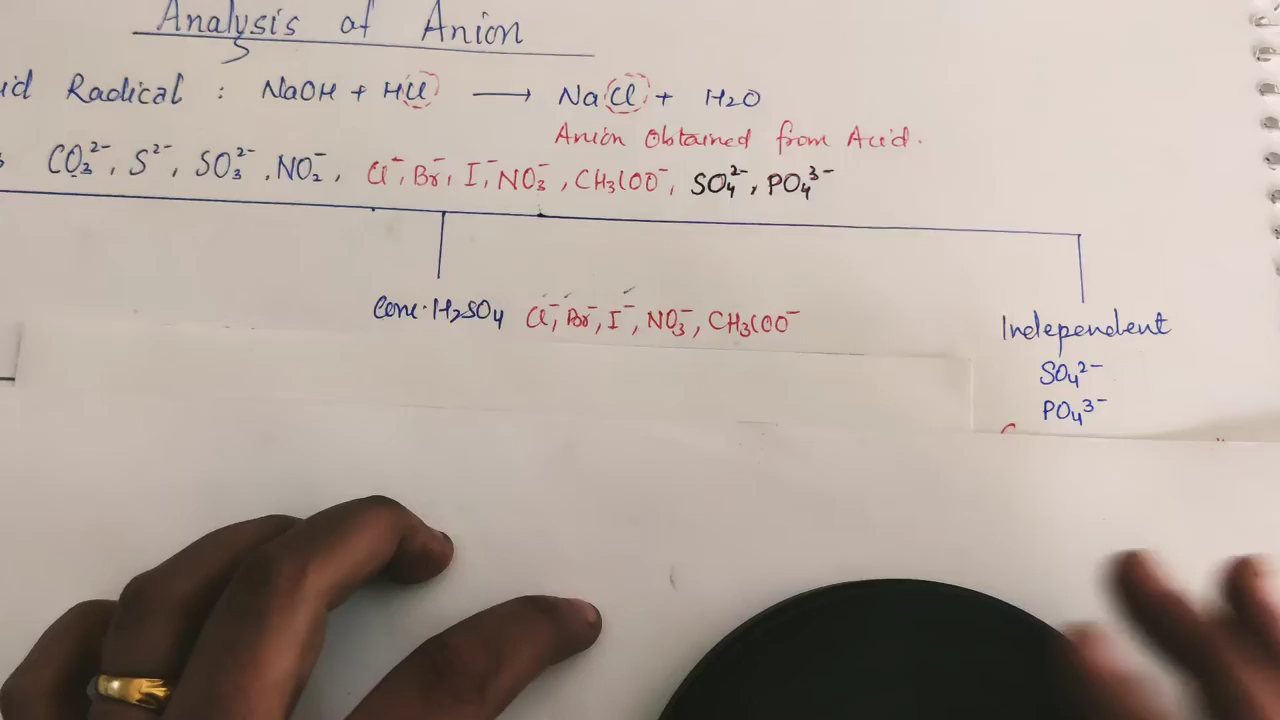 Analysis of Anion
Radical : NaOH + HCl ⟶ NaCl + H2O
Anion Obtained from Acid.
CO₃²⁻, S²⁻, SO₃²⁻, NO₂⁻, Cl⁻, Br⁻, I⁻, NO₃⁻, CH₃COO⁻, SO₄²⁻, PO₄³⁻
Conc. H₂SO₄ Cl⁻, Br⁻, I⁻, NO₃⁻, CH₃COO⁻
Independent
SO₄²⁻
PO₄³⁻